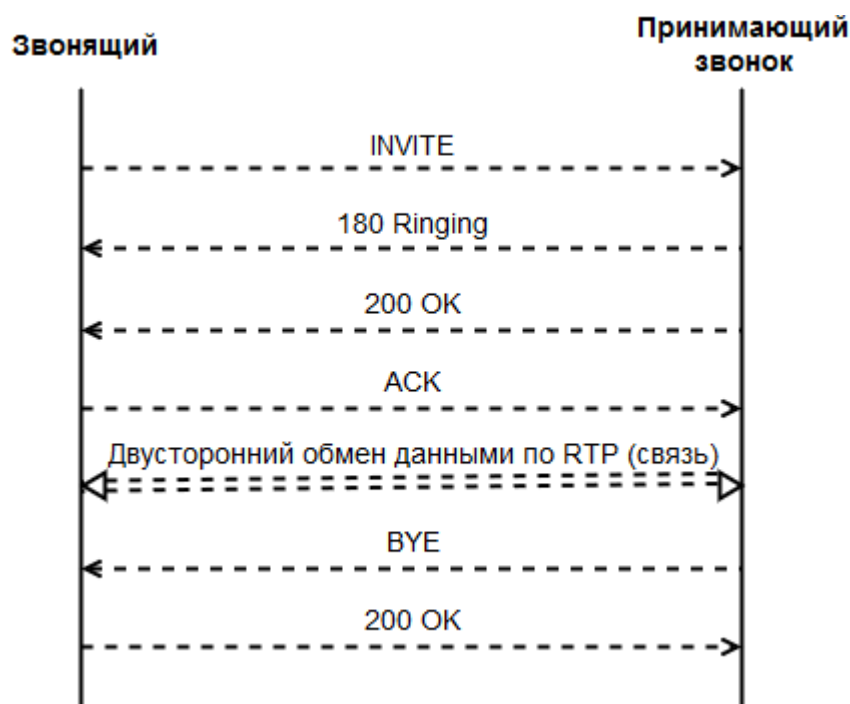 Звонящий
Принимающий
звонок
INVITE
180 Ringing
200 OK
ACK
Двусторонний обмен данными по RTP (связь)
BYE
200 OK